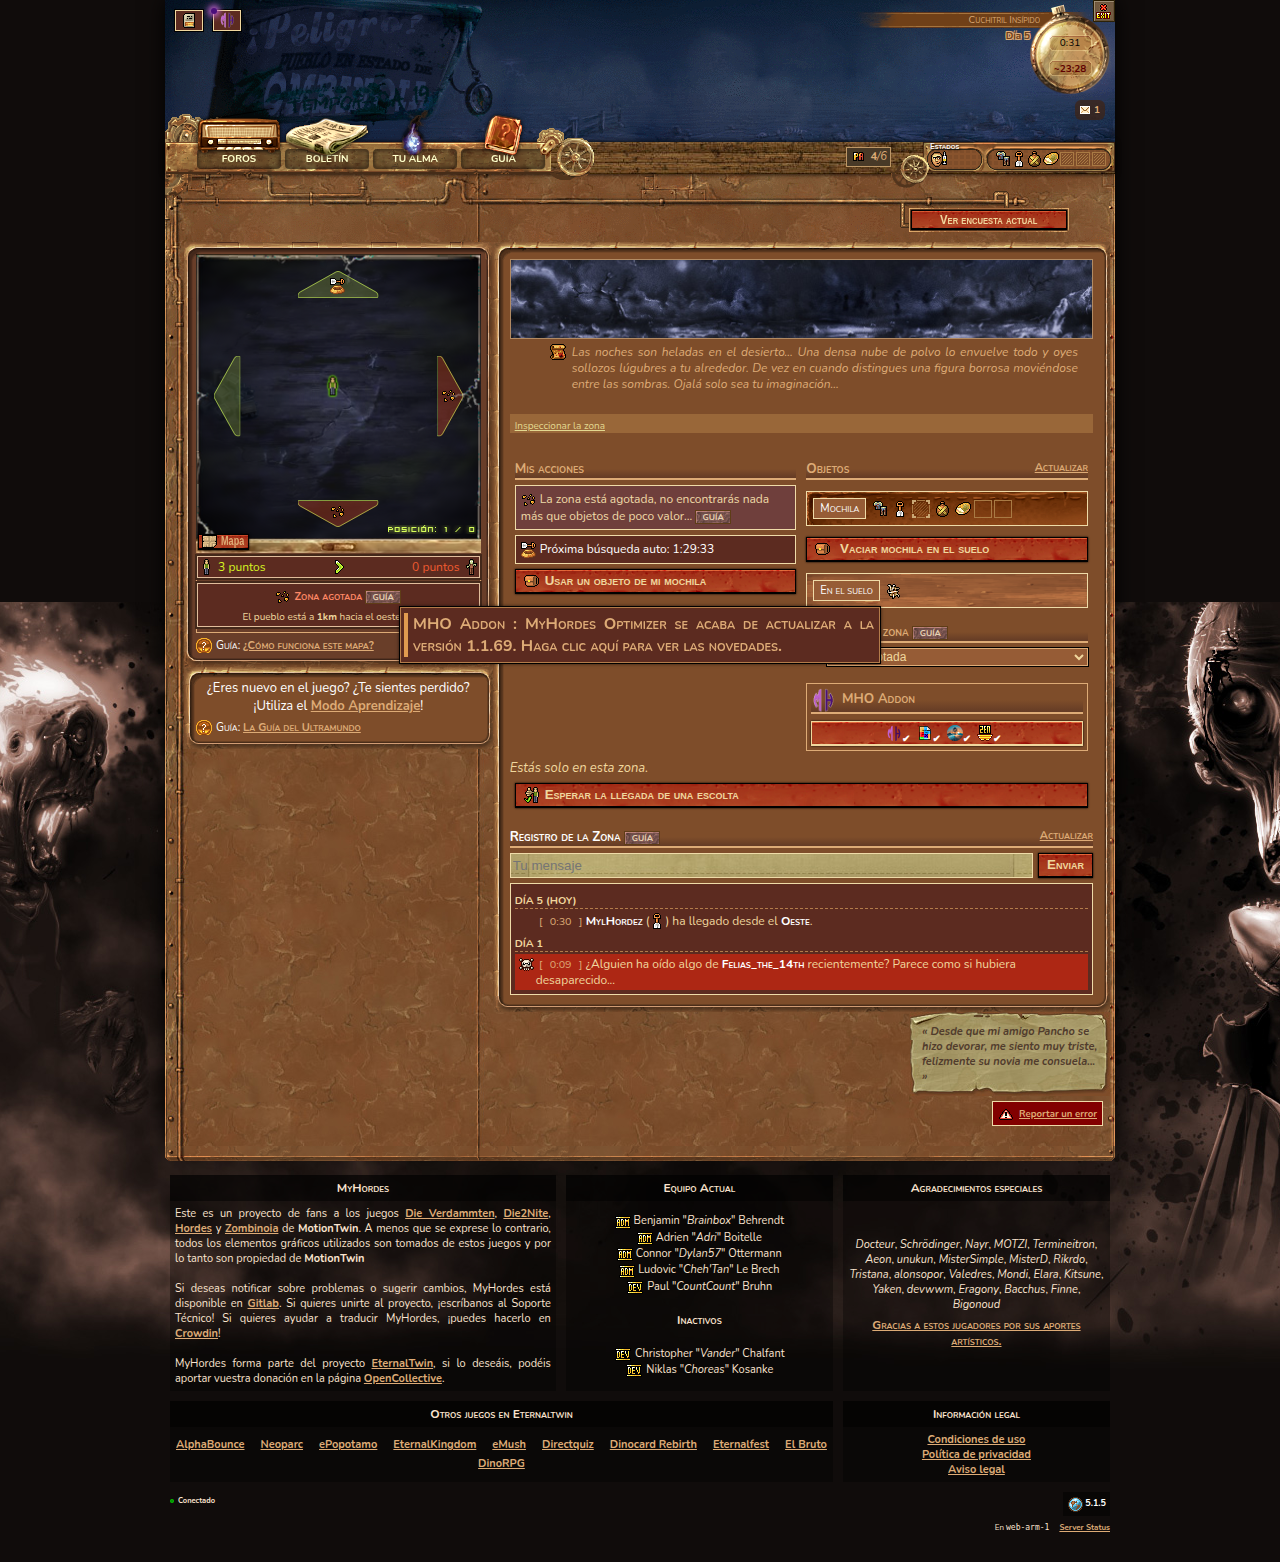 Cuchitril Insípido
Día 5
EXIT
0:31
~23:28
1
¡Peligro!
PUEBLO EN ESTADO DE
FOROS
BOLETÍN
TU ALMA
GUÍA
PA 4/6
Estados
Ver encuesta actual
Las noches son heladas en el desierto... Una densa nube de polvo lo envuelve todo y oyes
sollozos lúgubres a tu alrededor. De vez en cuando distingues una figura borrosa moviéndose
entre las sombras. Ojalá solo sea tu imaginación...
Inspeccionar la zona
POSICIÓN: 1 / 0
Mapa
3 puntos
0 puntos
Zona agotada GUÍA
El pueblo está a 1km hacia el oeste
Guía: ¿Cómo funciona este mapa?
¿Eres nuevo en el juego? ¿Te sientes perdido?
¡Utiliza el Modo Aprendizaje!
Guía: La Guía del Ultramundo
Mis acciones
La zona está agotada, no encontrarás nada
más que objetos de poco valor... GUÍA
Próxima búsqueda auto: 1:29:33
Usar un objeto de mi mochila
Objetos
Actualizar
Mochila
Vaciar mochila en el suelo
En el suelo
zona GUÍA
tada
MHO Addon : MyHordes Optimizer se acaba de actualizar a la
versión 1.1.69. Haga clic aquí para ver las novedades.
MHO Addon
Estás solo en esta zona.
Esperar la llegada de una escolta
Registro de la Zona GUÍA
Actualizar
Tu mensaje
Enviar
DÍA 5 (HOY)
[ 0:30 ] MylHordez ( ) ha llegado desde el Oeste.
DÍA 1
[ 0:09 ] ¿Alguien ha oído algo de Felias_the_14th recientemente? Parece como si hubiera
desaparecido...
« Desde que mi amigo Pancho se
hizo devorar, me siento muy triste,
felizmente su novia me consuela...
»
Reportar un error
MyHordes
Este es un proyecto de fans a los juegos Die Verdammten, Die2Nite,
Hordes y Zombinoia de MotionTwin. A menos que se exprese lo contrario,
todos los elementos gráficos utilizados son tomados de estos juegos y por
lo tanto son propiedad de MotionTwin
Si deseas notificar sobre problemas o sugerir cambios, MyHordes está
disponible en Gitlab. Si quieres unirte al proyecto, ¡escríbanos al Soporte
Técnico! Si quieres ayudar a traducir MyHordes, ¡puedes hacerlo en
Crowdin!
MyHordes forma parte del proyecto EternalTwin, si lo deseáis, podéis
aportar vuestra donación en la página OpenCollective.
Equipo Actual
ADM Benjamin "Brainbox" Behrendt
ADM Adrien "Adri" Boitelle
ADM Connor "Dylan57" Ottermann
ADM Ludovic "Cheh'Tan" Le Brech
DEV Paul "CountCount" Bruhn
Inactivos
DEV Christopher "Vander" Chalfant
DEV Niklas "Choreas" Kosanke
Agradecimientos especiales
Docteur, Schrödinger, Nayr, MOTZI, Termineitron,
Aeon, unukun, MisterSimple, MisterD, Rikrdo,
Tristana, alonsopor, Valedres, Mondi, Elara, Kitsune,
Yaken, devwwm, Eragony, Bacchus, Finne,
Bigonoud
Gracias a estos jugadores por sus aportes
artísticos.
Otros juegos en Eternaltwin
AlphaBounce Neoparc ePopotamo EternalKingdom eMush Directquiz Dinocard Rebirth Eternalfest El Bruto
DinoRPG
Información legal
Condiciones de uso
Política de privacidad
Aviso legal
Conectado
5.1.5
En web-arm-1 Server Status